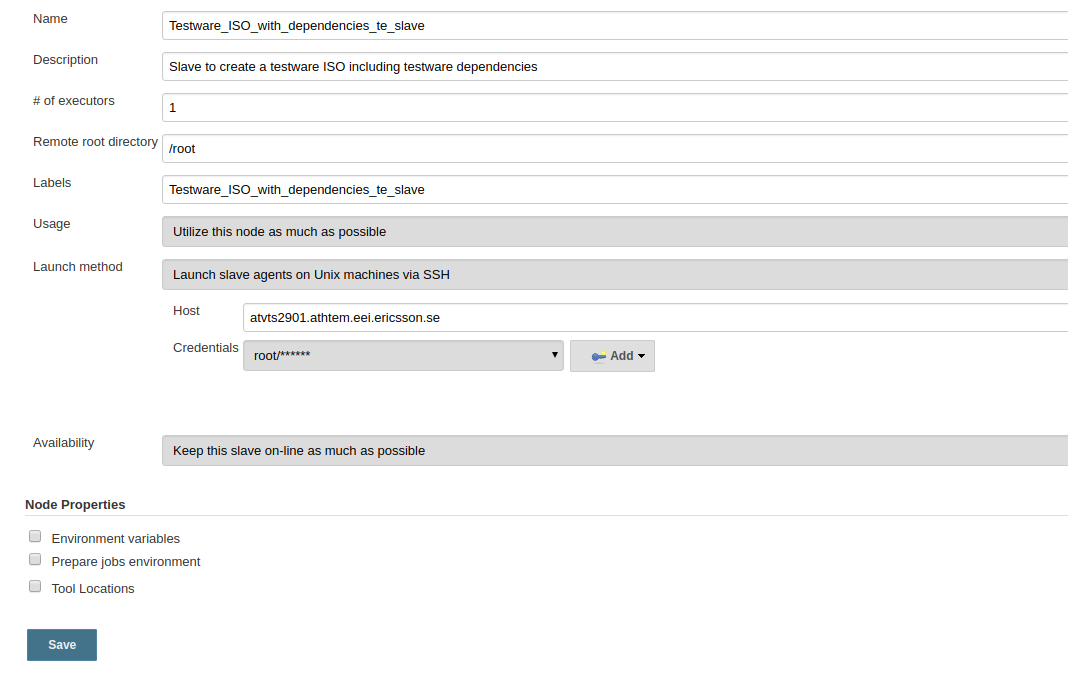 Name
Testware_ISO_with_dependencies_te_slave
Description
Slave to create a testware ISO including testware dependencies
# of executors
1
Remote root directory
/root
Labels
Testware_ISO_with_dependencies_te_slave
Usage
Utilize this node as much as possible
Launch method
Launch slave agents on Unix machines via SSH
Host
atvts2901.athtem.eei.ericsson.se
Credentials
root/******
Add
Availability
Keep this slave on-line as much as possible
Node Properties
Environment variables
Prepare jobs environment
Tool Locations
Save